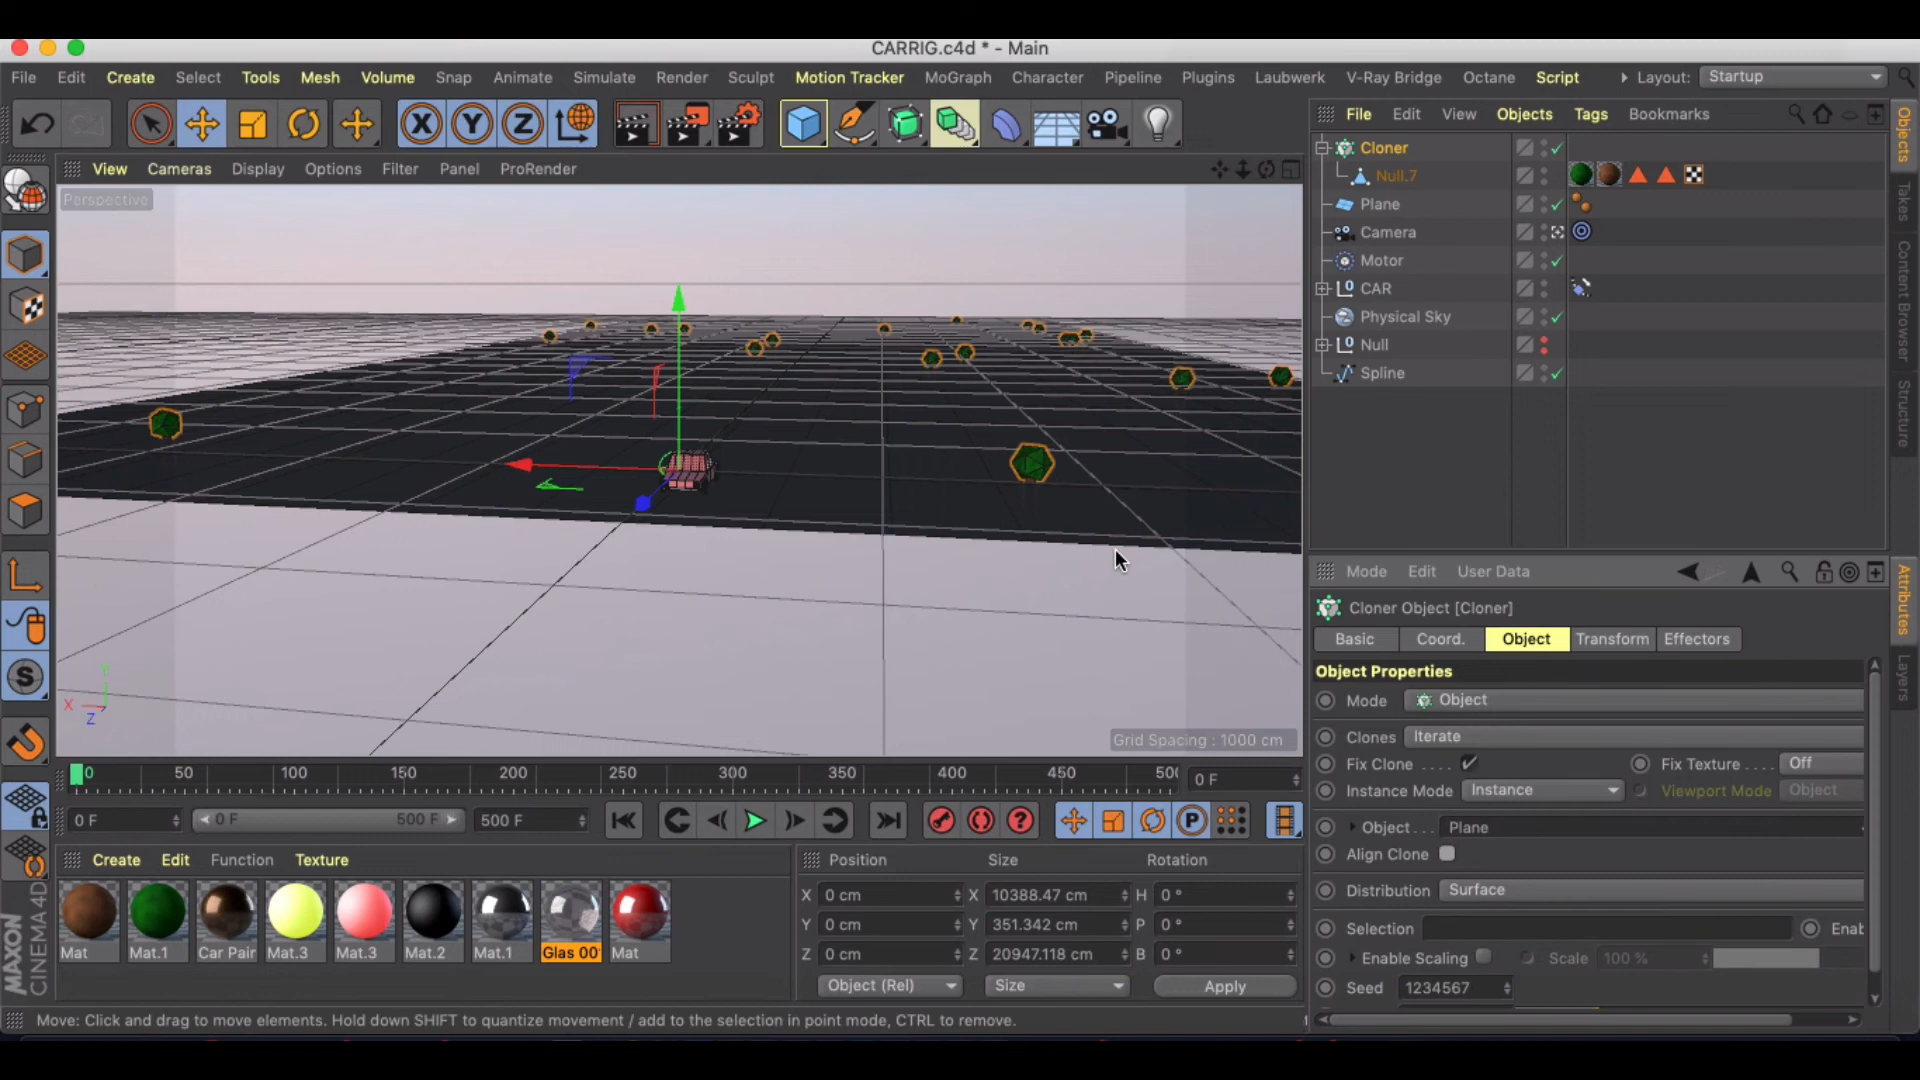 CARRIG.c4d * - Main
File Edit Create Select Tools Mesh Volume Snap Animate Simulate Render Sculpt Motion Tracker MoGraph Character Pipeline Plugins Laubwerk V-Ray Bridge Octane Script Layout: Startup
X Y Z
File Edit View Objects Tags Bookmarks
View Cameras Display Options Filter Panel ProRender
Perspective
Cloner
Null.7
Plane
Camera
Motor
CAR
Physical Sky
Null
Spline
Objects
Takes
Content Browser
Structure
Y
X
Z
Grid Spacing : 1000 cm
Mode Edit User Data
Cloner Object [Cloner]
Basic Coord. Object Transform Effectors
Object Properties
Mode Object
Clones Iterate
Fix Clone .... Fix Texture .... Off
Instance Mode Instance Viewport Mode Object
Object... Plane
Align Clone
Distribution Surface
Selection Enab
Enable Scaling Scale 100 %
Seed 1234567
Attributes
Layers
0 50 100 150 200 250 300 350 400 450 50 0 F
0 F 0 F 500 F 500 F
Create Edit Function Texture
Mat Mat.1 Car Pair Mat.3 Mat.3 Mat.2 Mat.1 Glas 00 Mat
Position Size Rotation
X 0 cm X 10388.47 cm H 0 °
Y 0 cm Y 351.342 cm P 0 °
Z 0 cm Z 20947.118 cm B 0 °
Object (Rel) Size Apply
MAXON
CINEMA 4D
Move: Click and drag to move elements. Hold down SHIFT to quantize movement / add to the selection in point mode, CTRL to remove.